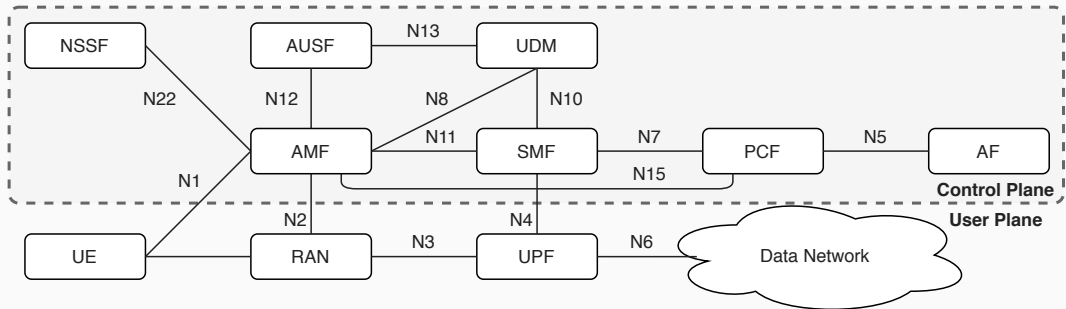 NSSF
AUSF
N13
UDM
N22
N12
N8
N10
AMF
N11
SMF
N7
PCF
N5
AF
N1
N15
Control Plane
N2
N4
User Plane
UE
RAN
N3
UPF
N6
Data Network